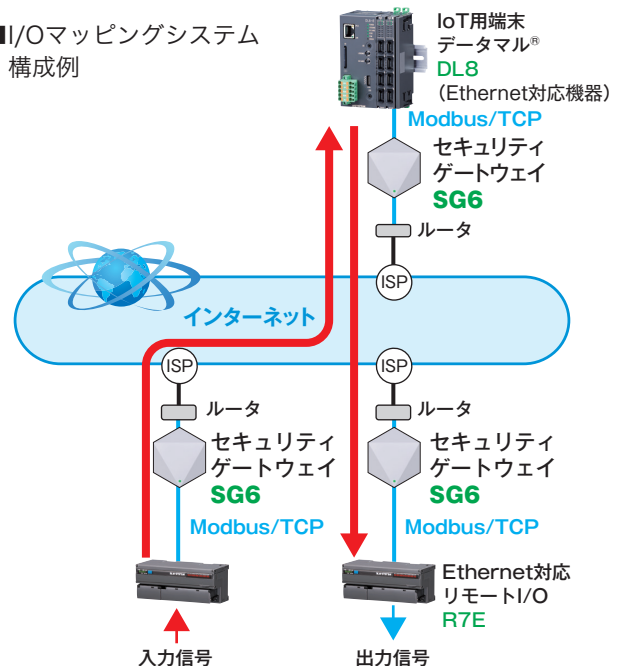 ■I/Oマッピングシステム
構成例
IoT用端末
データマル®
DL8
（Ethernet対応機器）
Modbus/TCP
セキュリティ
ゲートウェイ
SG6
ルータ
ISP
インターネット
ISP
ISP
ルータ
ルータ
セキュリティ
ゲートウェイ
SG6
セキュリティ
ゲートウェイ
SG6
Modbus/TCP
Modbus/TCP
Ethernet対応
リモートI/O
R7E
入力信号
出力信号